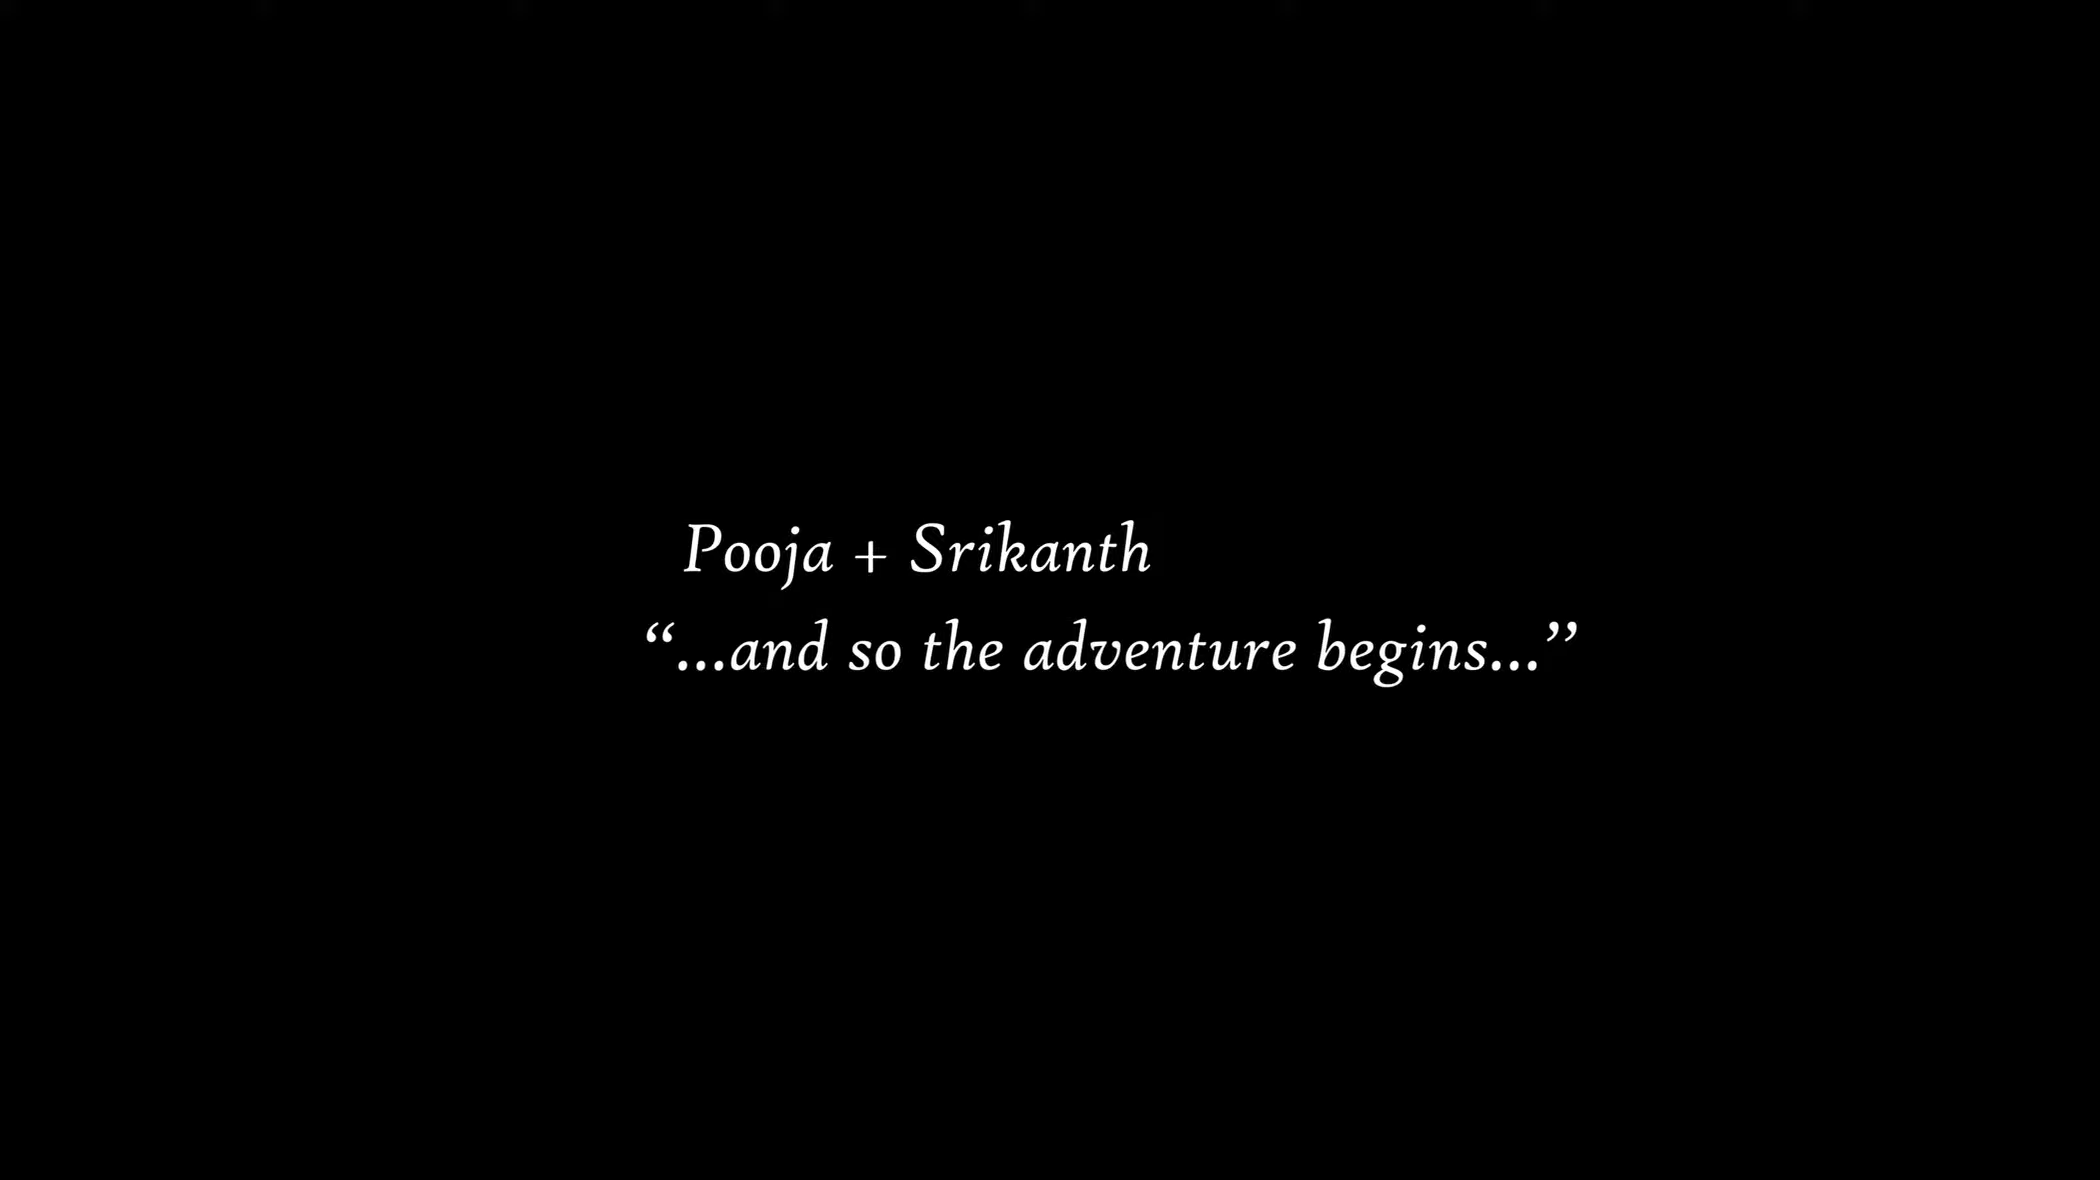 Pooja + Srikanth
“...and so the adventure begins...”